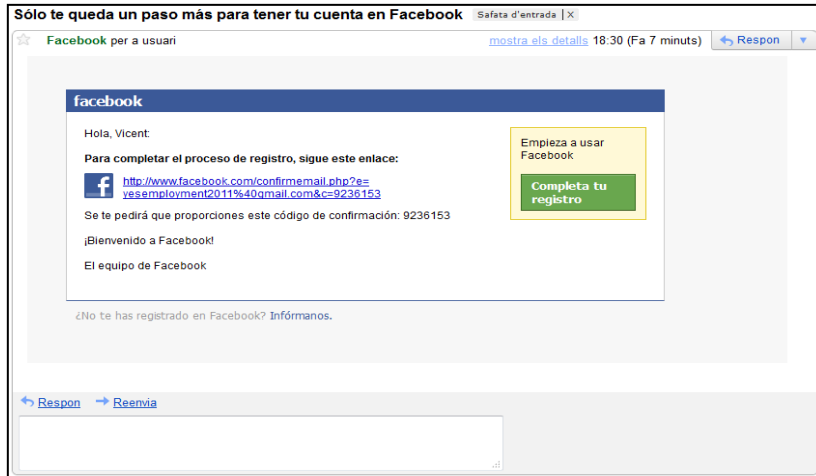 Sólo te queda un paso más para tener tu cuenta en Facebook Safata d'entrada | X
Facebook per a usuari mostra els detalls 18:30 (Fa 7 minuts) Respon
facebook
Hola, Vicent:
Para completar el proceso de registro, sigue este enlace:
http://www.facebook.com/confirmemail.php?e=
yesemployment2011%40gmail.com&c=9236153
Se te pedirá que proporciones este código de confirmación: 9236153
¡Bienvenido a Facebook!
El equipo de Facebook
Empieza a usar
Facebook
Completa tu
registro
¿No te has registrado en Facebook? Infórmanos.
Respon Reenvia